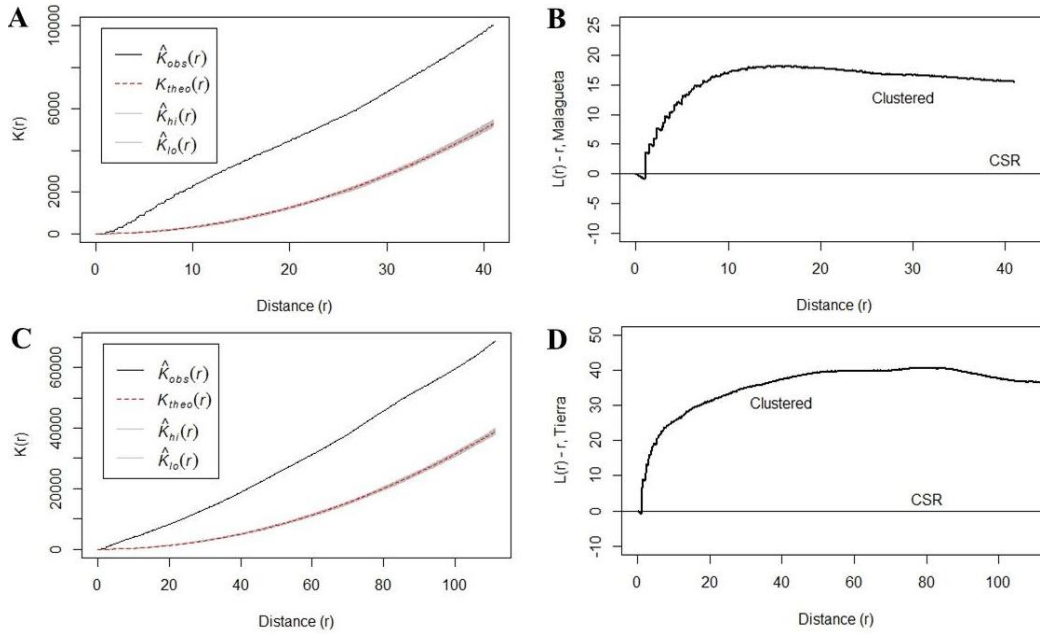 A
10000
6000
2000
0
K(r)
K̂obs(r)
Ktheo(r)
K̂hi(r)
K̂lo(r)
0 10 20 30 40
Distance (r)
B
25
20
15
10
5
0
-10
L(r) - r, Malagueta
Clustered
CSR
0 10 20 30 40
Distance (r)
C
60000
40000
20000
0
K(r)
K̂obs(r)
Ktheo(r)
K̂hi(r)
K̂lo(r)
0 20 40 60 80 100
Distance (r)
D
50
40
30
20
10
0
-10
L(r) - r, Tierra
Clustered
CSR
0 20 40 60 80 100
Distance (r)